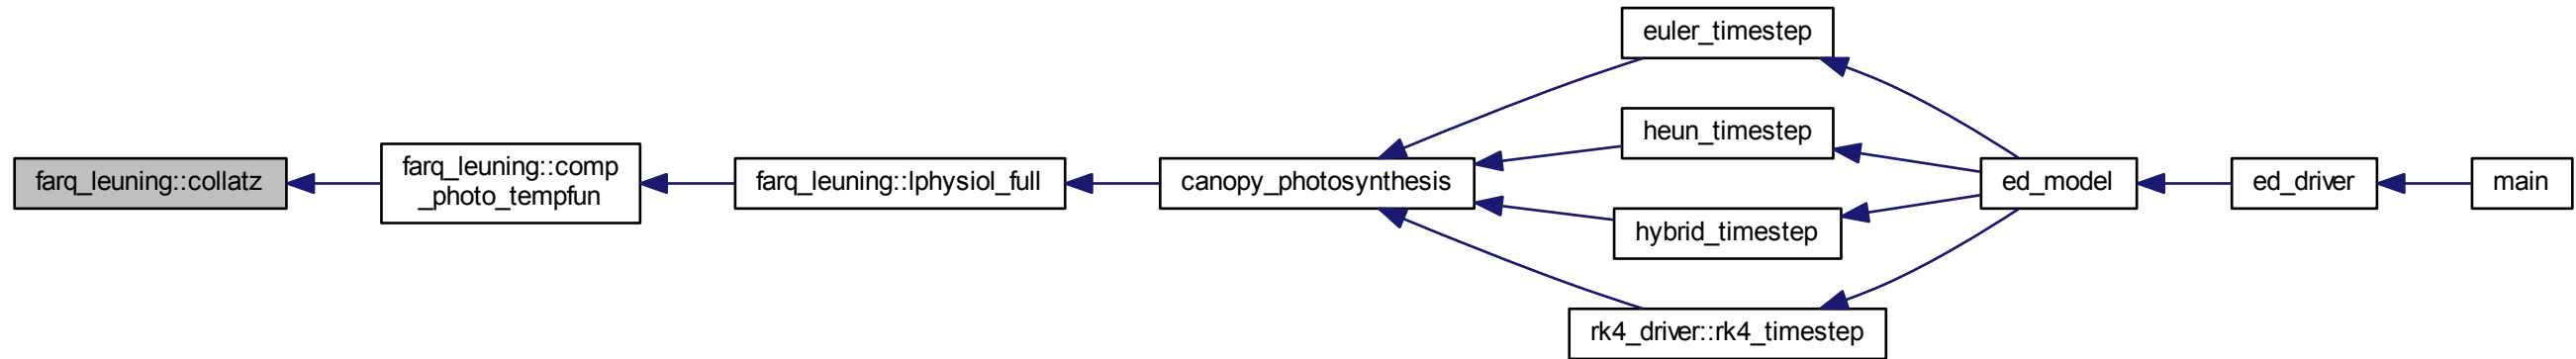 farq_leuning::collatz
farq_leuning::comp
_photo_tempfun
farq_leuning::lphysiol_full
canopy_photosynthesis
euler_timestep
heun_timestep
hybrid_timestep
rk4_driver::rk4_timestep
ed_model
ed_driver
main